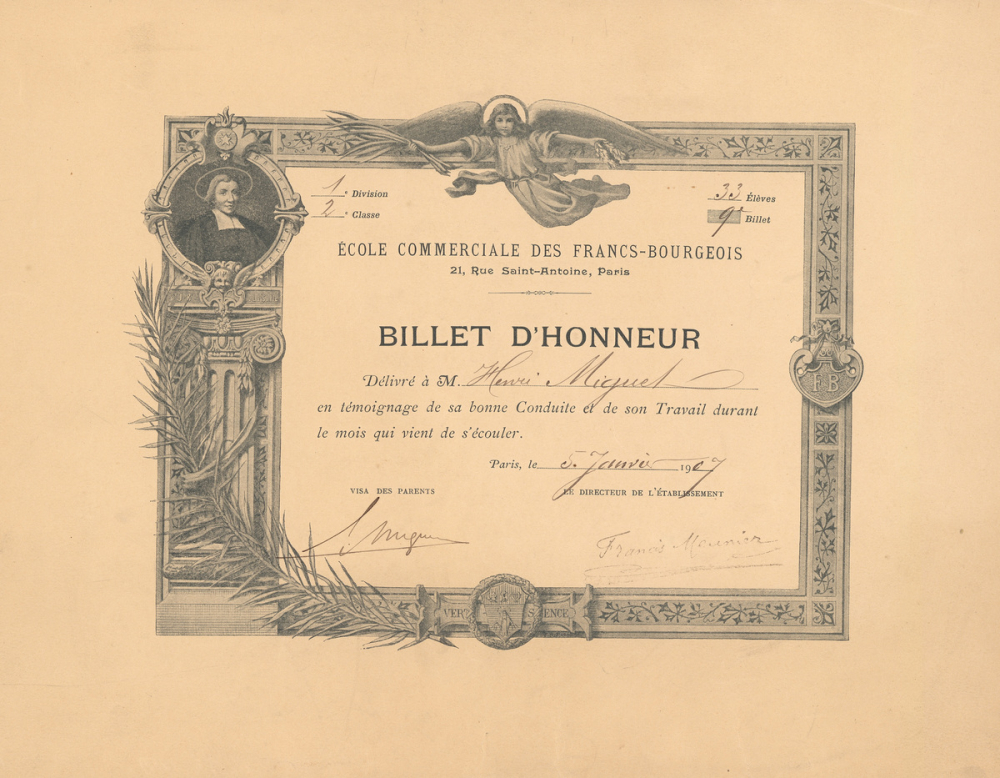 1e Division
2e Classe
33 Élèves
9e Billet
ÉCOLE COMMERCIALE DES FRANCS-BOURGEOIS
21, Rue Saint-Antoine, Paris
BILLET D'HONNEUR
Délivré à M. Henri Miguet
en témoignage de sa bonne Conduite et de son Travail durant
le mois qui vient de s'écouler.
Paris, le 5 Janvier 1907
VISA DES PARENTS
LE DIRECTEUR DE L'ÉTABLISSEMENT
Francis Meunier
FB